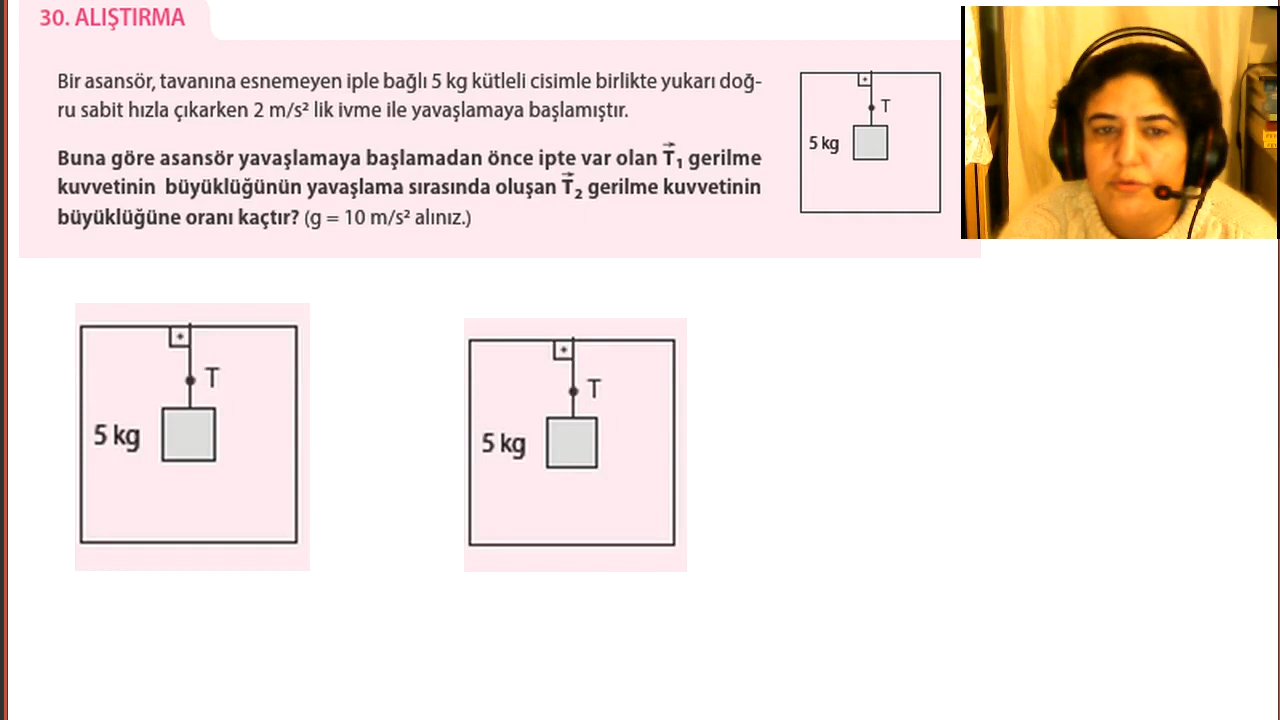 30. ALIŞTIRMA
Bir asansör, tavanına esnemeyen iple bağlı 5 kg kütleli cisimle birlikte yukarı doğ-
ru sabit hızla çıkarken 2 m/s² lik ivme ile yavaşlamaya başlamıştır.
Buna göre asansör yavaşlamaya başlamadan önce ipte var olan T⃗₁ gerilme
kuvvetinin büyüklüğünün yavaşlama sırasında oluşan T⃗₂ gerilme kuvvetinin
büyüklüğüne oranı kaçtır? (g = 10 m/s² alınız.)
T
5 kg
T
5 kg
T
5 kg